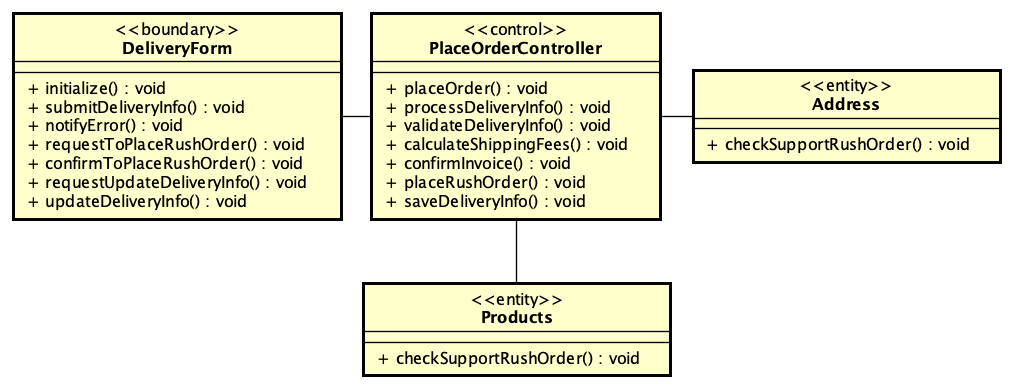 <<boundary>>
DeliveryForm
+ initialize() : void
+ submitDeliveryInfo() : void
+ notifyError() : void
+ requestToPlaceRushOrder() : void
+ confirmToPlaceRushOrder() : void
+ requestUpdateDeliveryInfo() : void
+ updateDeliveryInfo() : void
<<control>>
PlaceOrderController
+ placeOrder() : void
+ processDeliveryInfo() : void
+ validateDeliveryInfo() : void
+ calculateShippingFees() : void
+ confirmInvoice() : void
+ placeRushOrder() : void
+ saveDeliveryInfo() : void
<<entity>>
Address
+ checkSupportRushOrder() : void
<<entity>>
Products
+ checkSupportRushOrder() : void